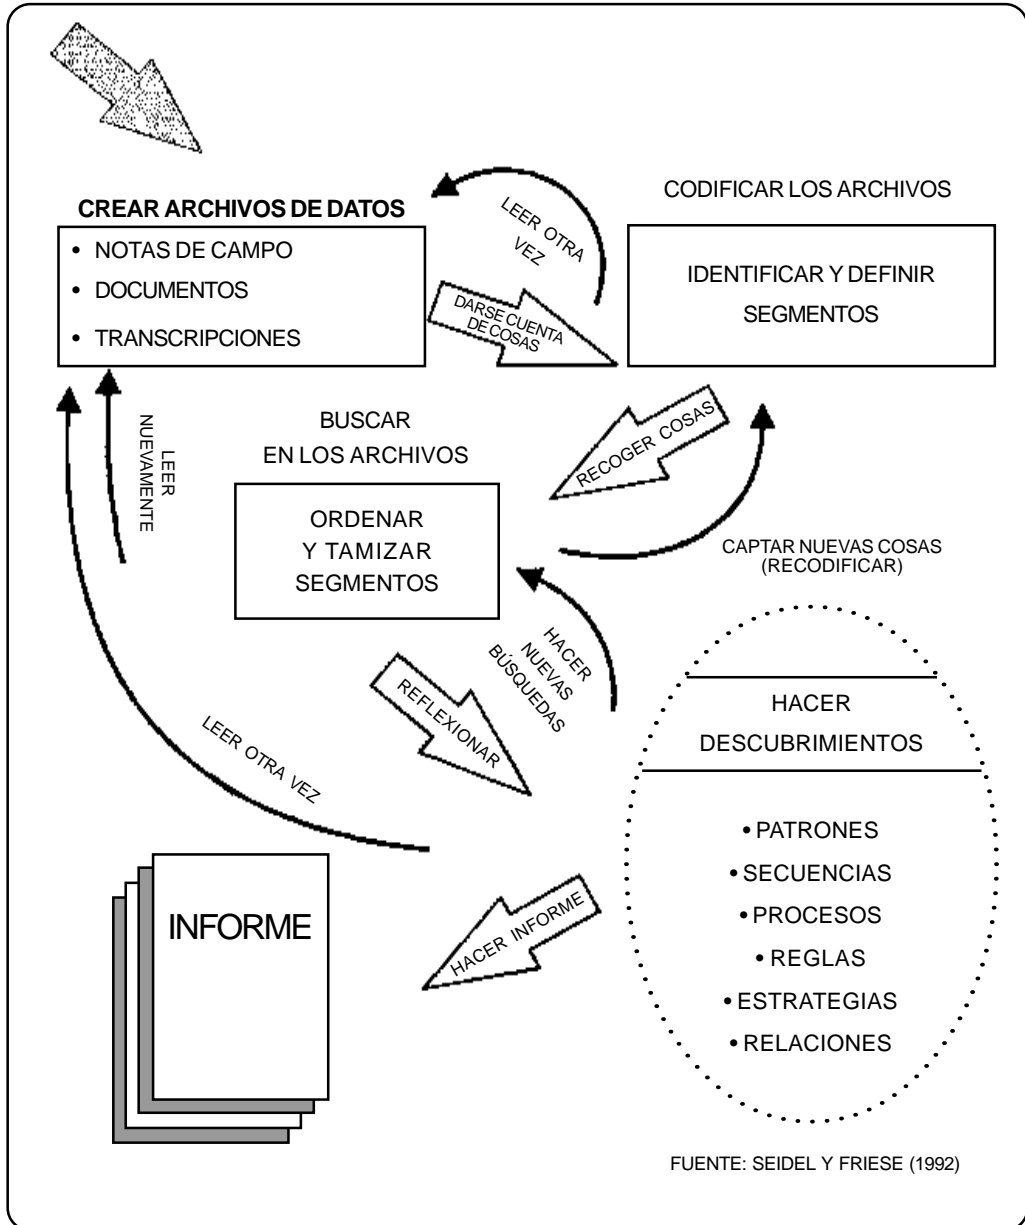 CREAR ARCHIVOS DE DATOS
• NOTAS DE CAMPO
• DOCUMENTOS
• TRANSCRIPCIONES
LEER OTRA
VEZ
DARSE CUENTA
DE COSAS
CODIFICAR LOS ARCHIVOS
IDENTIFICAR Y DEFINIR
SEGMENTOS
LEER
NUEVAMENTE
BUSCAR
EN LOS ARCHIVOS
ORDENAR
Y TAMIZAR
SEGMENTOS
RECOGER COSAS
CAPTAR NUEVAS COSAS
(RECODIFICAR)
HACER
NUEVAS
BÚSQUEDAS
REFLEXIONAR
LEER OTRA VEZ
HACER
DESCUBRIMIENTOS
• PATRONES
• SECUENCIAS
• PROCESOS
• REGLAS
• ESTRATEGIAS
• RELACIONES
HACER INFORME
INFORME
FUENTE: SEIDEL Y FRIESE (1992)